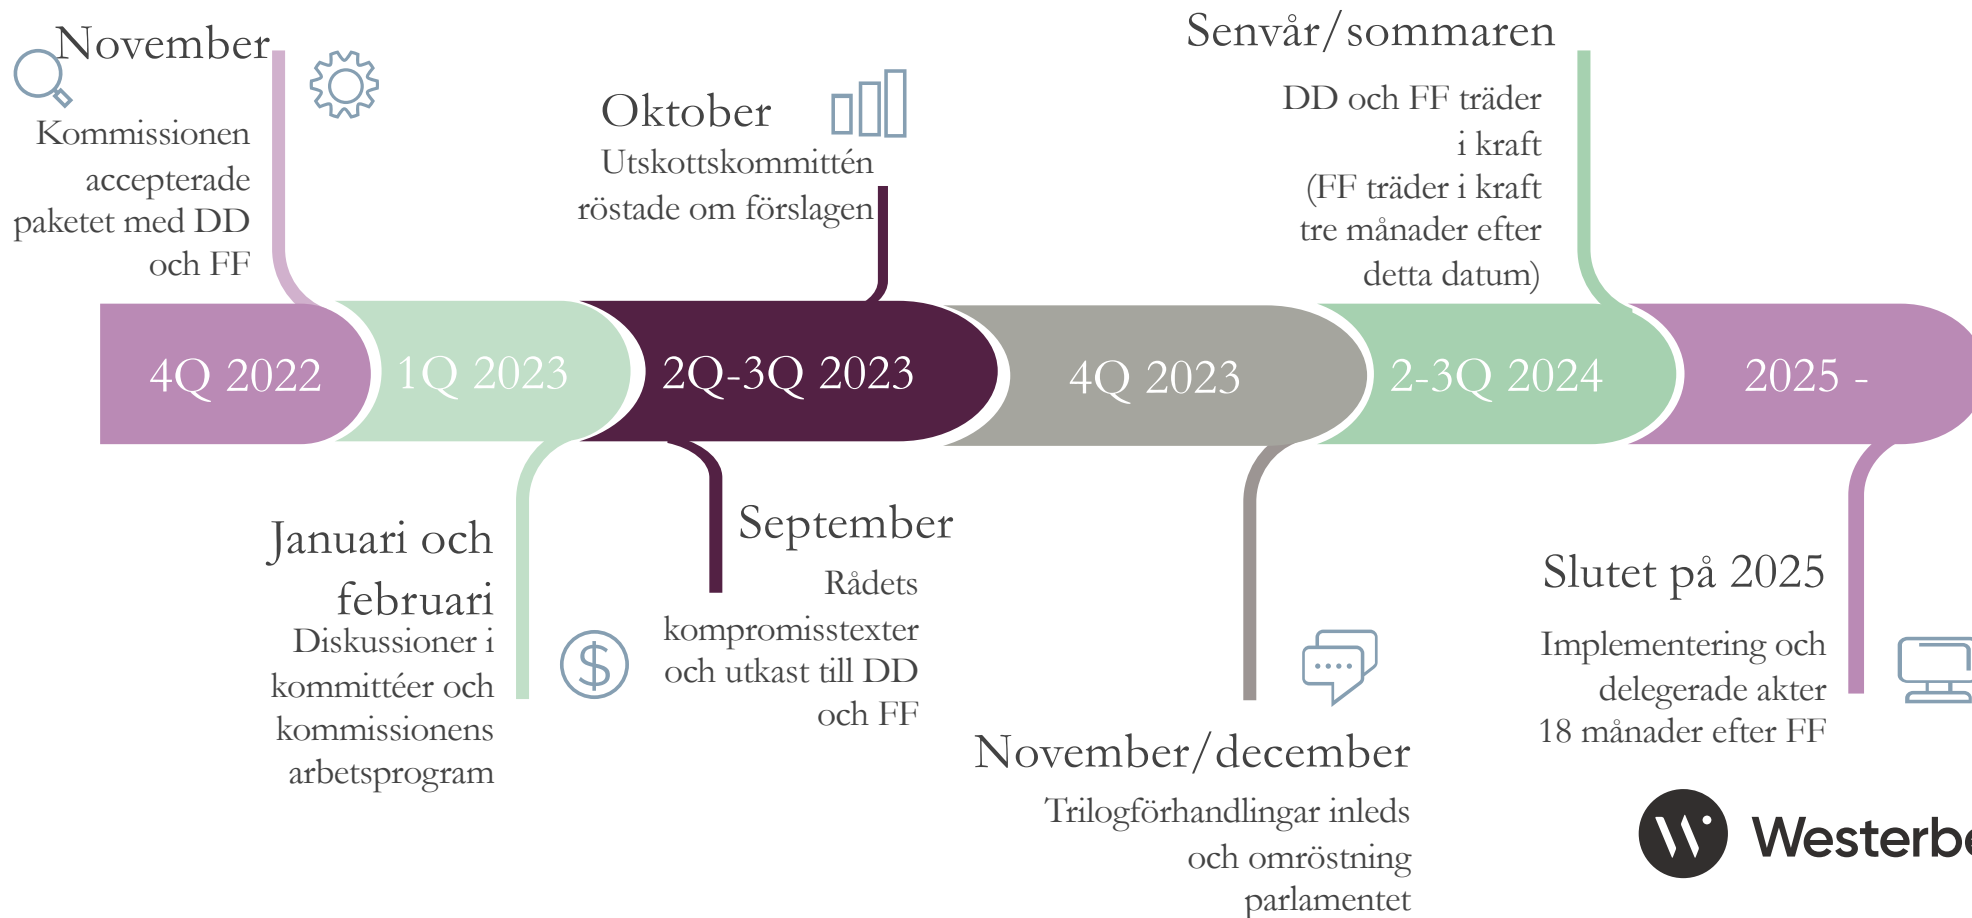 November
Kommissionen
accepterade
paketet med DD
och FF
Oktober
Utskottskommittén
röstade om förslagen
Senvår/sommaren
DD och FF träder
i kraft
(FF träder i kraft
tre månader efter
detta datum)
4Q 2022
1Q 2023
2Q-3Q 2023
4Q 2023
2-3Q 2024
2025 -
Januari och
februari
Diskussioner i
kommittéer och
kommissionens
arbetsprogram
$
September
Rådets
kompromisstexter
och utkast till DD
och FF
November/december
Trilogförhandlingar inleds
och omröstning
parlamentet
Slutet på 2025
Implementering och
delegerade akter
18 månader efter FF